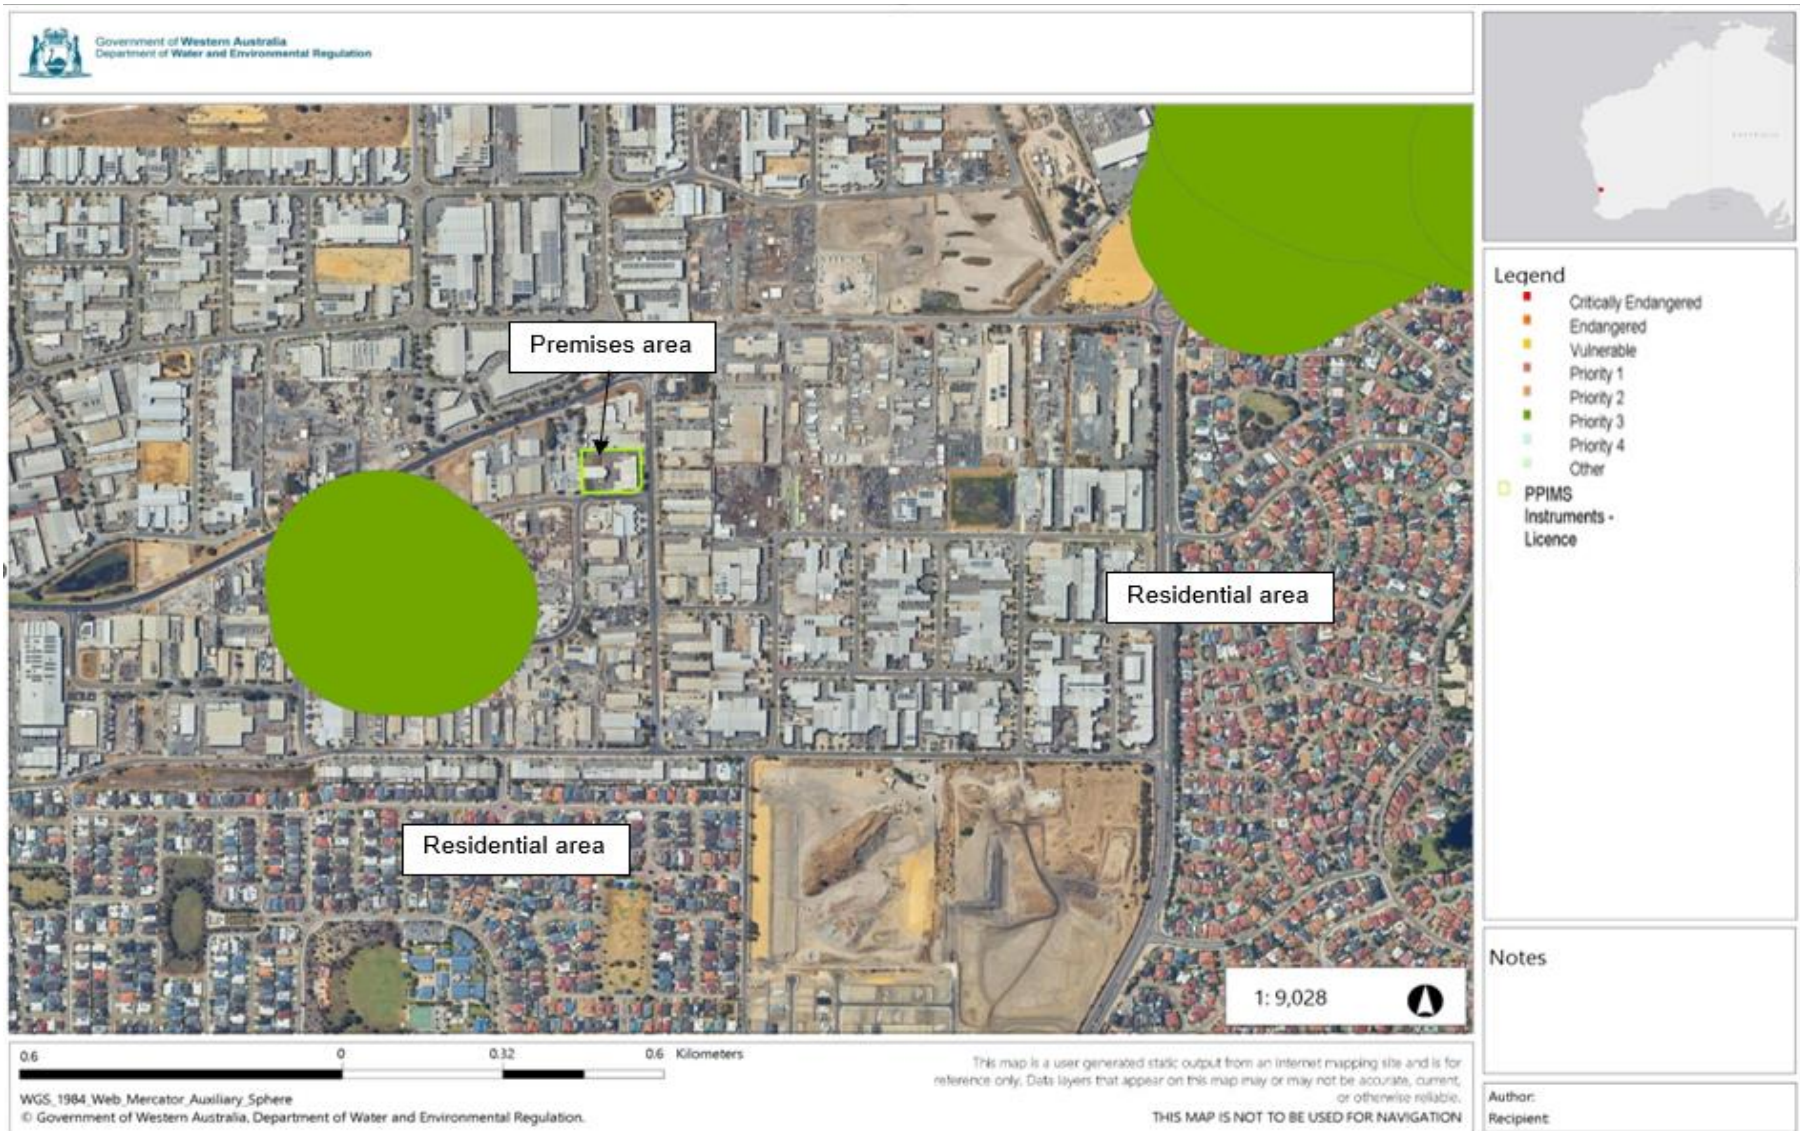 Government of Western Australia
Department of Water and Environmental Regulation
Premises area
Residential area
Residential area
1: 9,028
Legend
Critically Endangered
Endangered
Vulnerable
Priority 1
Priority 2
Priority 3
Priority 4
Other
PPIMS
Instruments -
Licence
Notes
0.6 0 0.32 0.6 Kilometers
WGS_1984_Web_Mercator_Auxiliary_Sphere
© Government of Western Australia, Department of Water and Environmental Regulation.
This map is a user generated static output from an Internet mapping site and is for
reference only. Data layers that appear on this map may or may not be accurate, current,
or otherwise reliable.
THIS MAP IS NOT TO BE USED FOR NAVIGATION
Author:
Recipient: